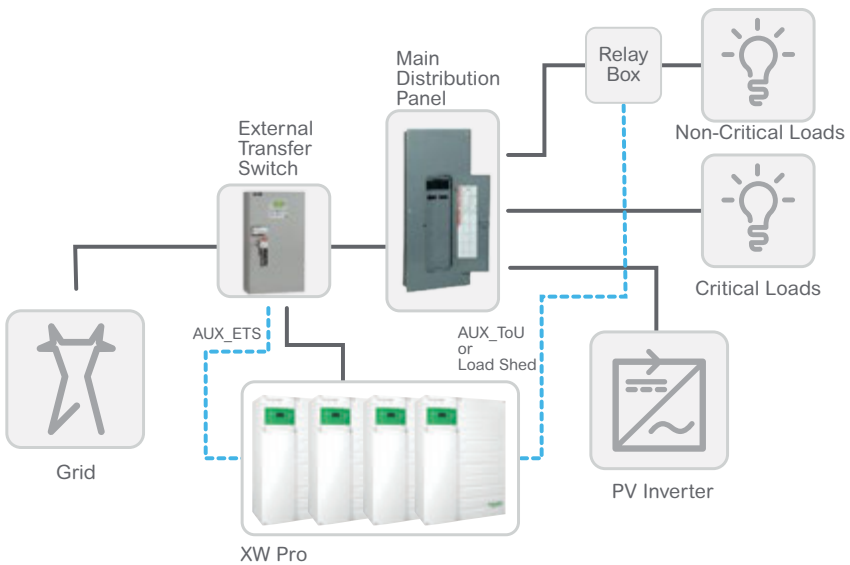 Relay
Box
Non-Critical Loads
Main
Distribution
Panel
External
Transfer
Switch
Critical Loads
AUX_ETS
AUX_ToU
or
Load Shed
Grid
PV Inverter
XW Pro